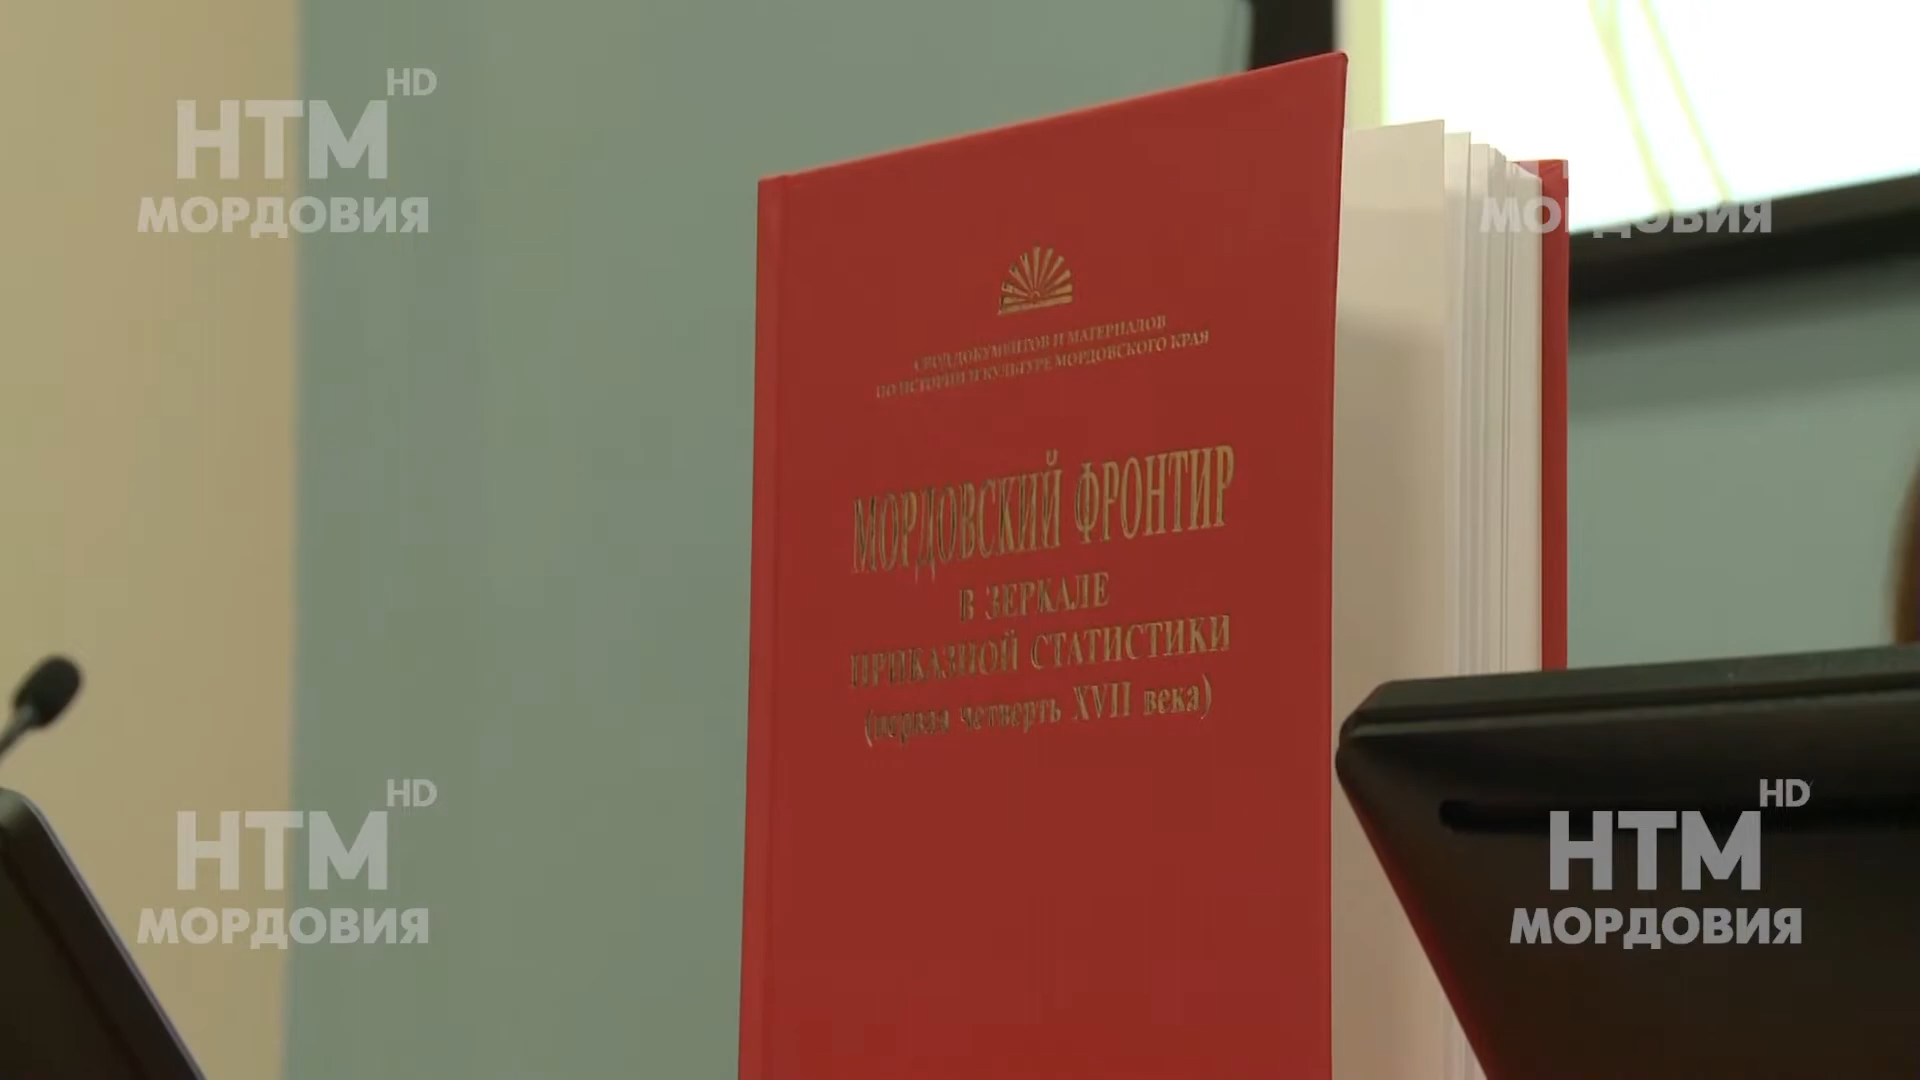 HD
НТМ
МОРДОВИЯ
МОРДОВИЯ
СВОД ДОКУМЕНТОВ И МАТЕРИАЛОВ
ПО ИСТОРИИ И КУЛЬТУРЕ МОРДОВСКОГО КРАЯ
МОРДОВСКИЙ ФРОНТИР
В ЗЕРКАЛЕ
ПРИКАЗНОЙ СТАТИСТИКИ
(первая четверть XVII века)
HD
НТМ
МОРДОВИЯ
HD
НТМ
МОРДОВИЯ